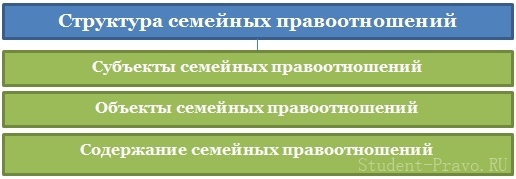 Структура семейных правоотношений
Субъекты семейных правоотношений
Объекты семейных правоотношений
Содержание семейных правоотношений
Student-Pravo.RU